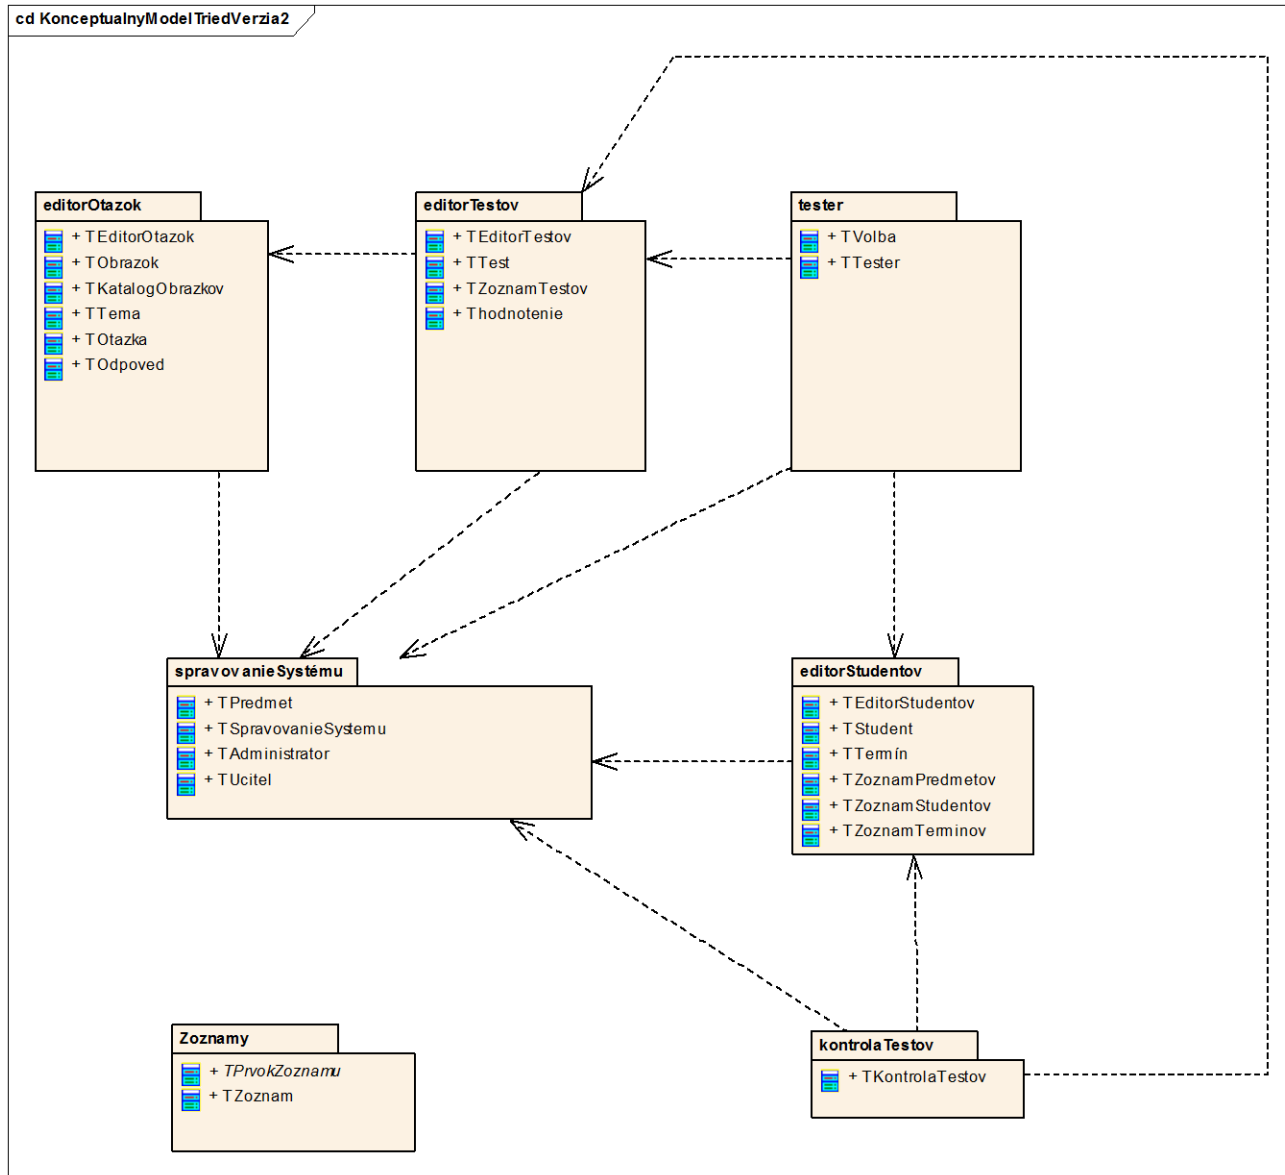 cd KonceptualnyModelTriedVerzia2
editorOtazok
+ TEditorOtazok
+ TObrazok
+ TKatalogObrazkov
+ TTema
+ TOtazka
+ TOdpoved
editorTestov
+ TEditorTestov
+ TTest
+ TZoznamTestov
+ Thodnotenie
tester
+ TVolba
+ TTester
spravovanieSystému
+ TPredmet
+ TSpravovanieSystemu
+ TAdministrator
+ TUcitel
editorStudentov
+ TEditorStudentov
+ TStudent
+ TTermín
+ TZoznamPredmetov
+ TZoznamStudentov
+ TZoznamTerminov
Zoznamy
+ TPrvokZoznamu
+ TZoznam
kontrolaTestov
+ TKontrolaTestov